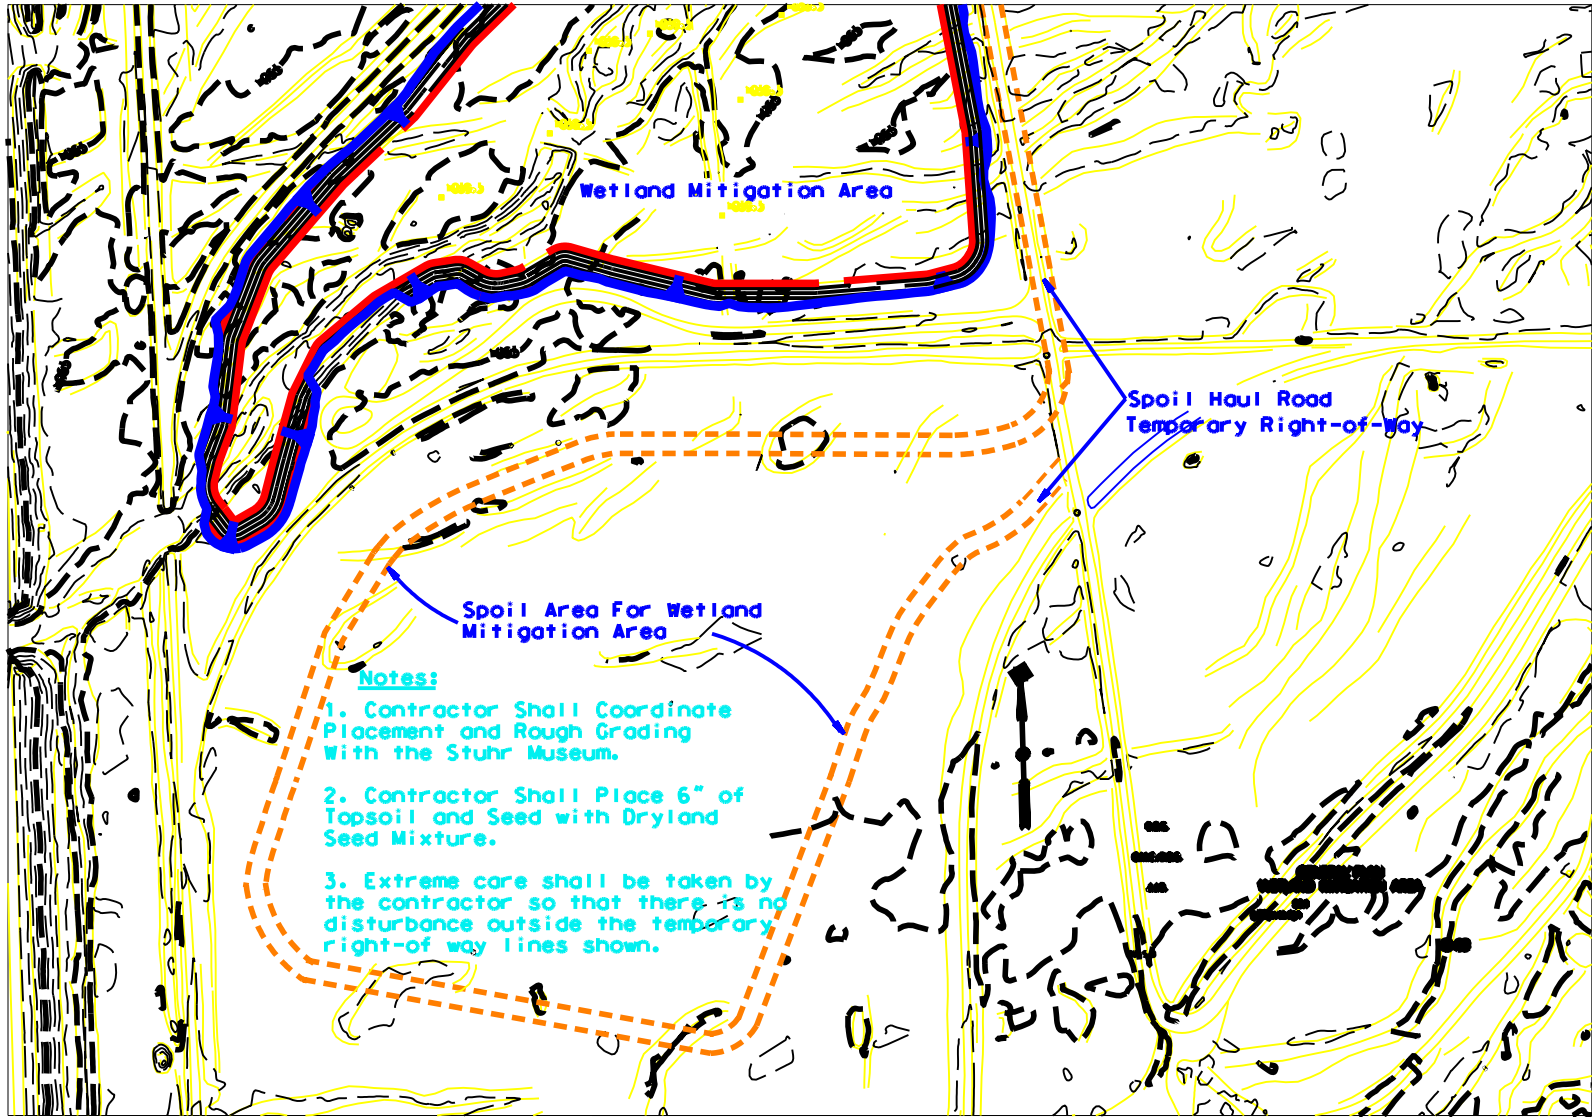 Wetland Mitigation Area
Spoil Haul Road
Temporary Right-of-Way
Spoil Area For Wetland
Mitigation Area
Notes:
1. Contractor Shall Coordinate
Placement and Rough Grading
With the Stuhr Museum.
2. Contractor Shall Place 6" of
Topsoil and Seed with Dryland
Seed Mixture.
3. Extreme care shall be taken by
the contractor so that there is no
disturbance outside the temporary
right-of way lines shown.